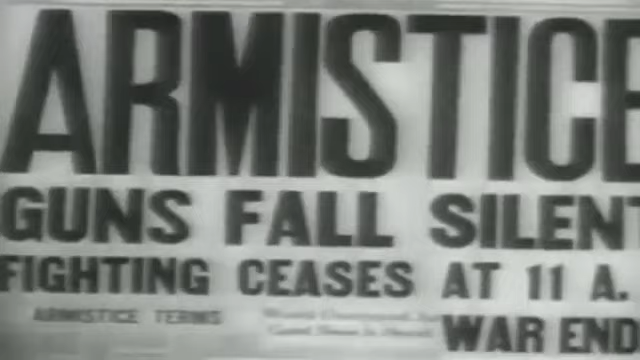 ARMISTICE
GUNS FALL SILENT
FIGHTING CEASES AT 11 A.
ARMISTICE TERMS
WAR END